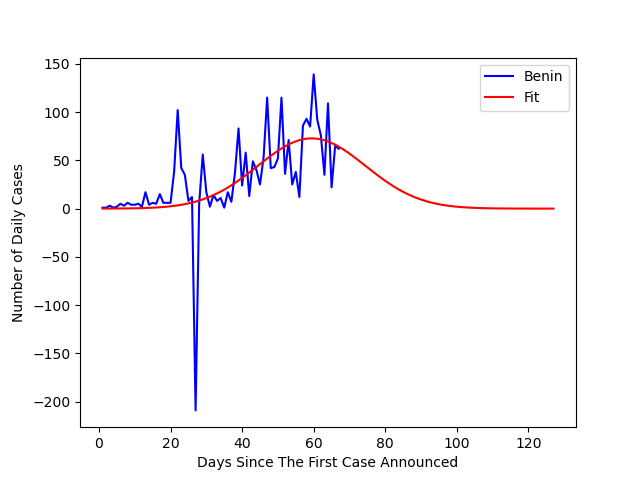 150
100
50
0
−50
−100
−150
−200
Number of Daily Cases
0 20 40 60 80 100 120
Days Since The First Case Announced
Benin
Fit